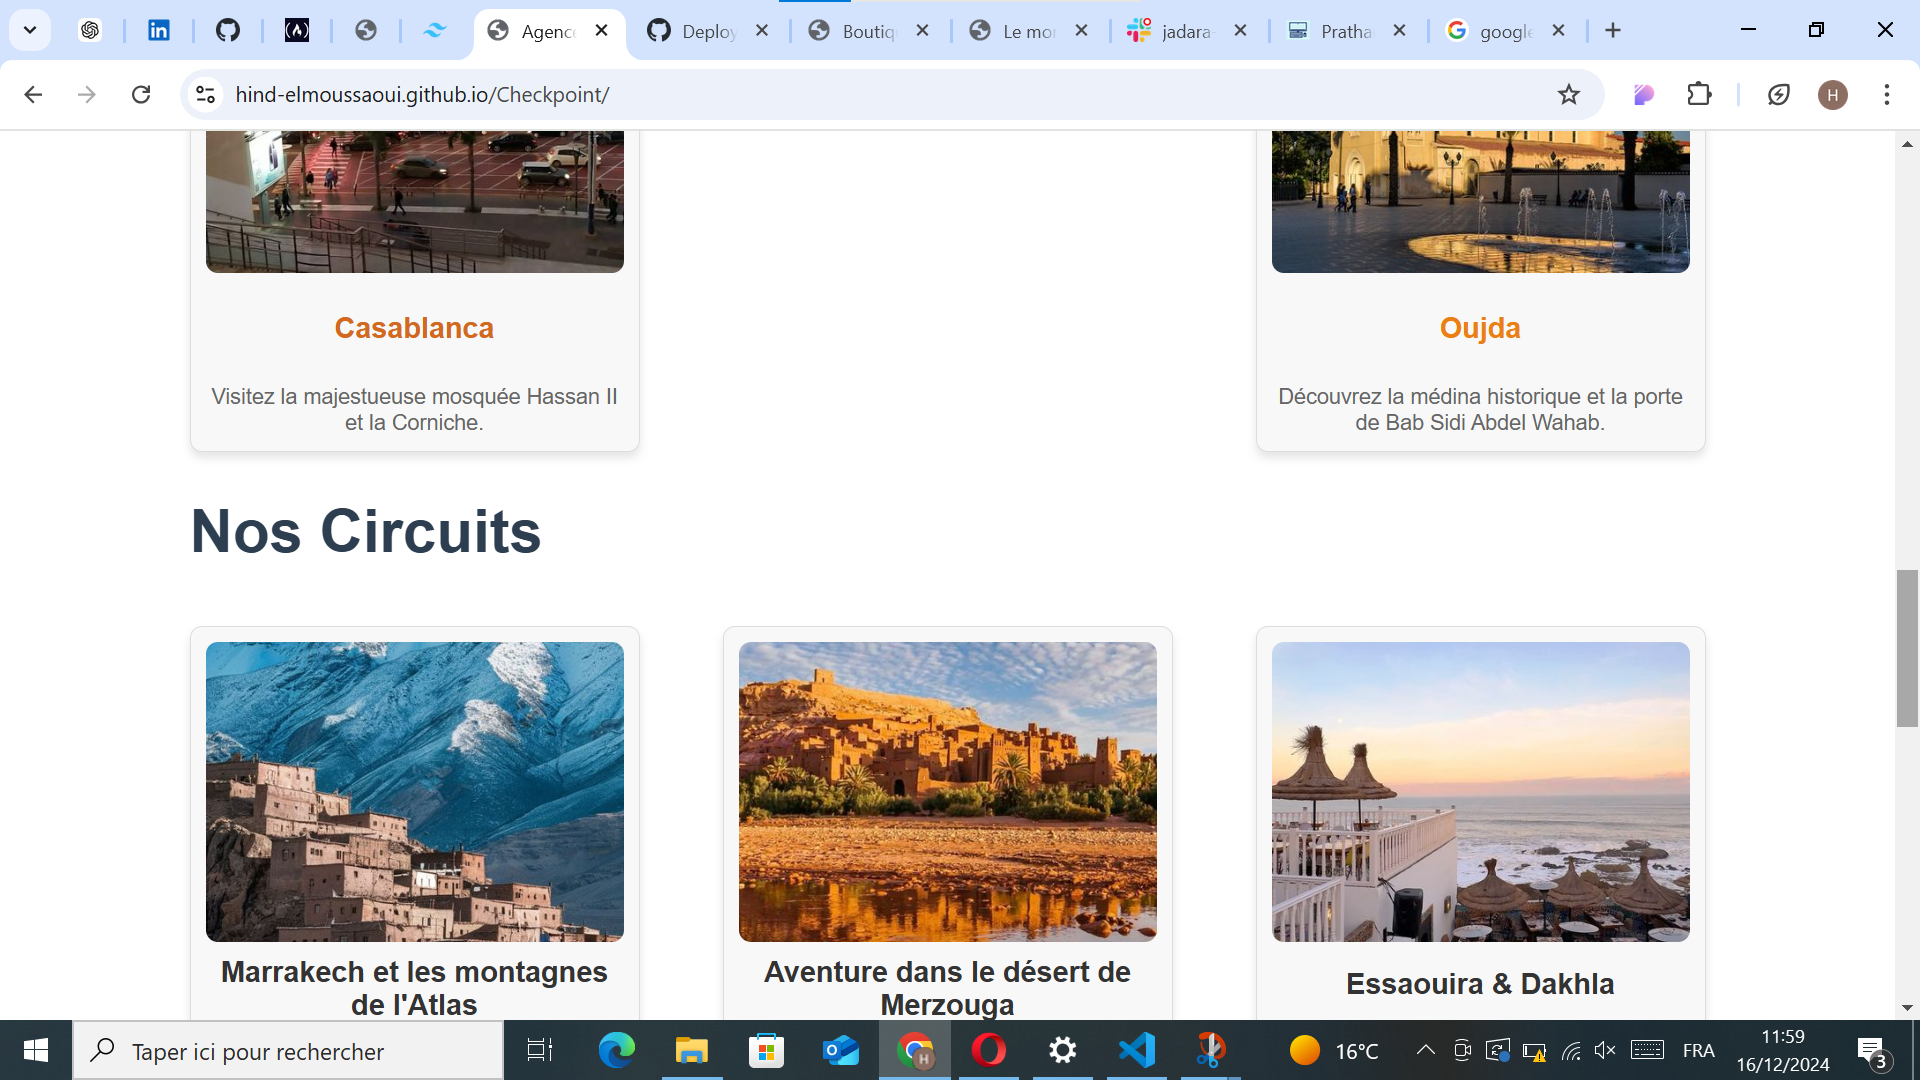 Agence
Deploy
Boutiq
Le mor
jadara-
Pratha
google
hind-elmoussaoui.github.io/Checkpoint/
H
Casablanca
Oujda
Visitez la majestueuse mosquée Hassan II
et la Corniche.
Découvrez la médina historique et la porte
de Bab Sidi Abdel Wahab.
Nos Circuits
Marrakech et les montagnes
de l'Atlas
Aventure dans le désert de
Merzouga
Essaouira & Dakhla
Taper ici pour rechercher
H
16°C
FRA
11:59
16/12/2024
3